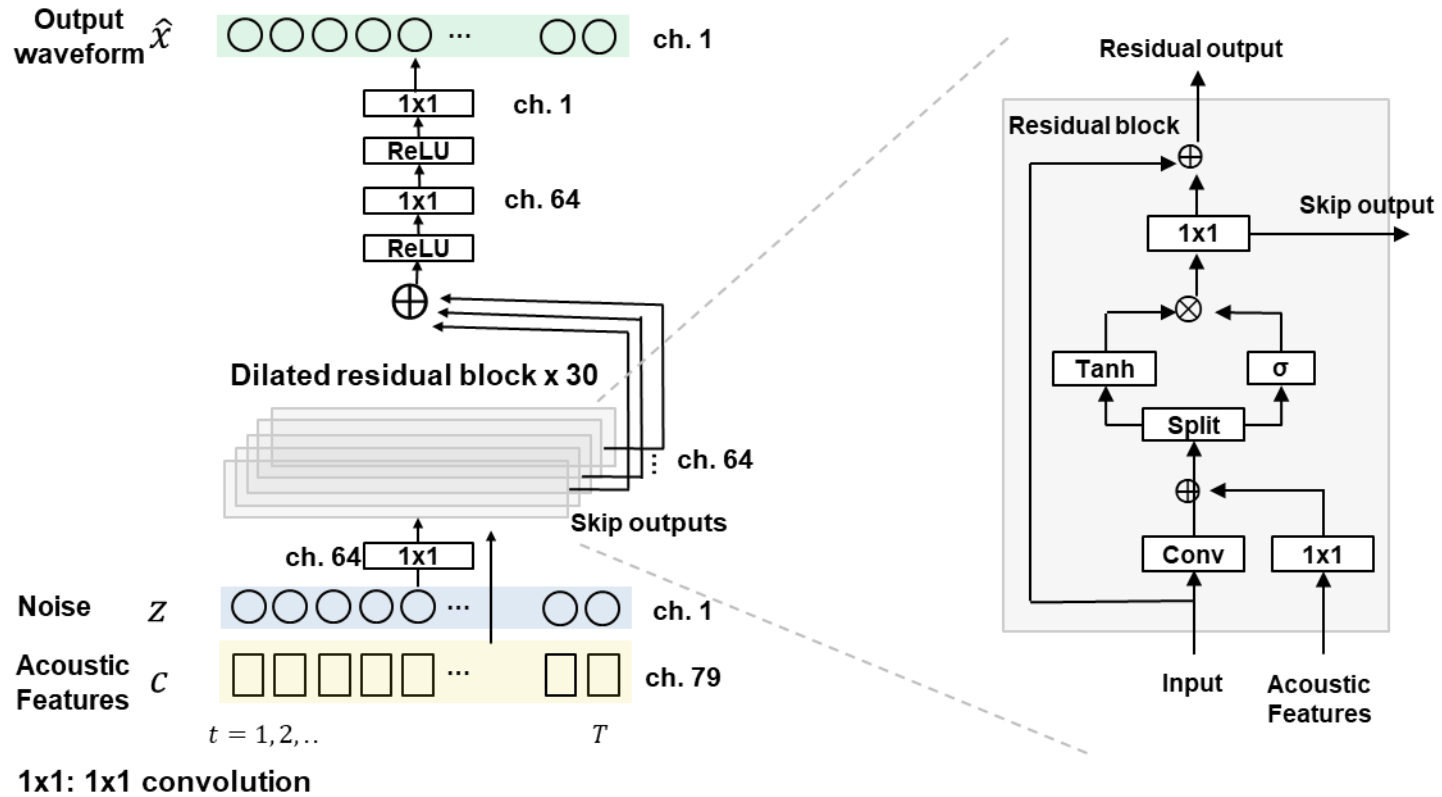 Output
waveform x̂
...
ch. 1
1x1
ch. 1
ReLU
1x1
ch. 64
ReLU
Dilated residual block x 30
⋮ ch. 64
Skip outputs
ch. 64
1x1
Noise z
...
ch. 1
Acoustic
Features c
...
ch. 79
t = 1, 2, ..
T
1x1: 1x1 convolution
Residual output
Residual block
Skip output
1x1
Tanh
σ
Split
Conv
1x1
Input
Acoustic
Features